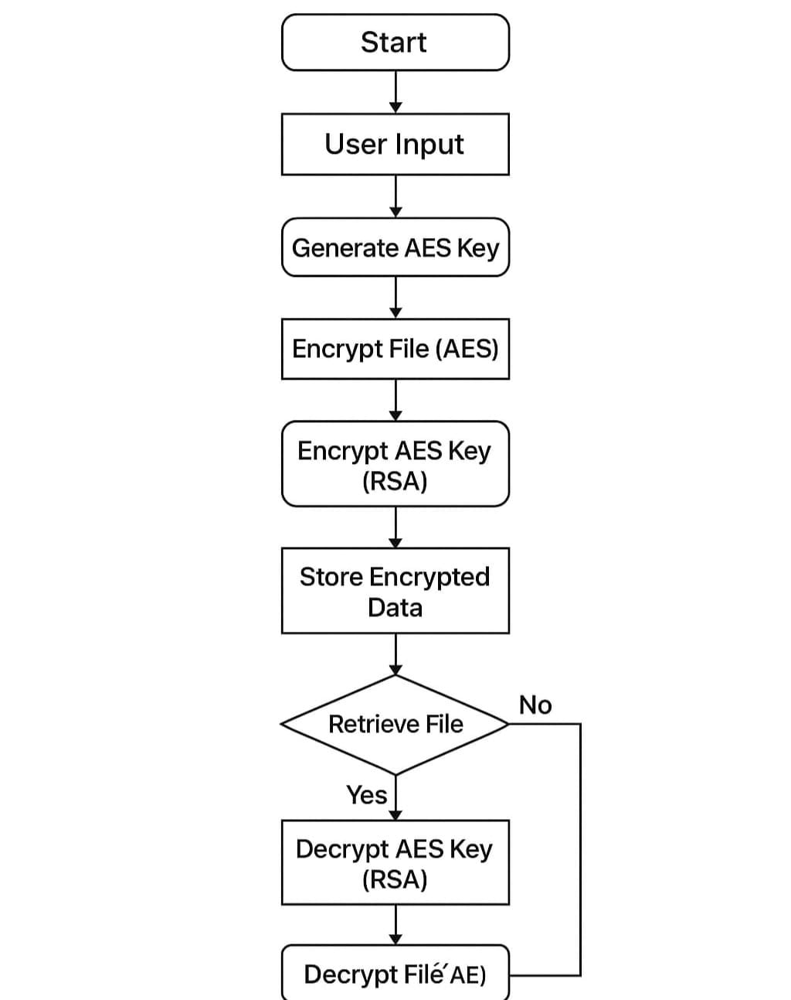 Start
User Input
Generate AES Key
Encrypt File (AES)
Encrypt AES Key
(RSA)
Store Encrypted
Data
Retrieve File
No
Yes
Decrypt AES Key
(RSA)
Decrypt Filé ́AE)